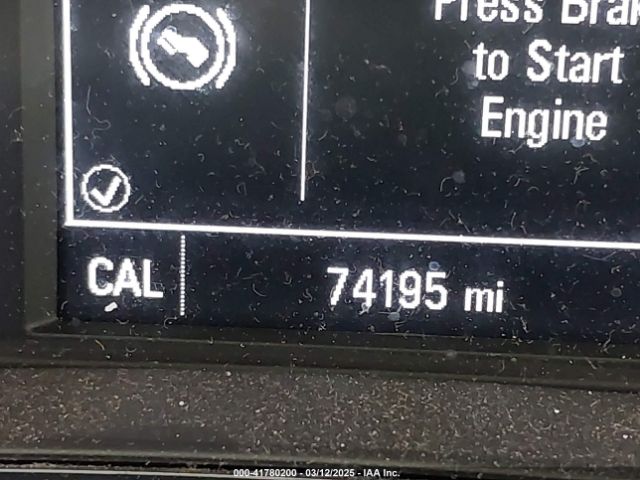 Press Brak
to Start
Engine
CAL
74195 mi
000-41780200 - 03/12/2025 - IAA Inc.